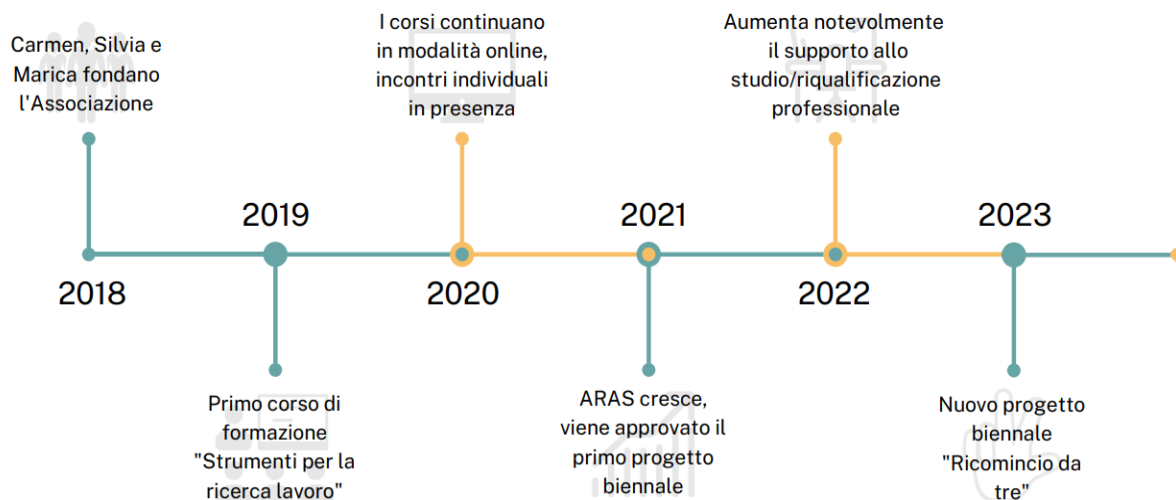 Carmen, Silvia e
Marica fondano
l'Associazione
2018
2019
Primo corso di
formazione
"Strumenti per la
ricerca lavoro"
I corsi continuano
in modalità online,
incontri individuali
in presenza
2020
2021
ARAS cresce,
viene approvato il
primo progetto
biennale
Aumenta notevolmente
il supporto allo
studio/riqualificazione
professionale
2022
2023
Nuovo progetto
biennale
"Ricomincio da
tre"